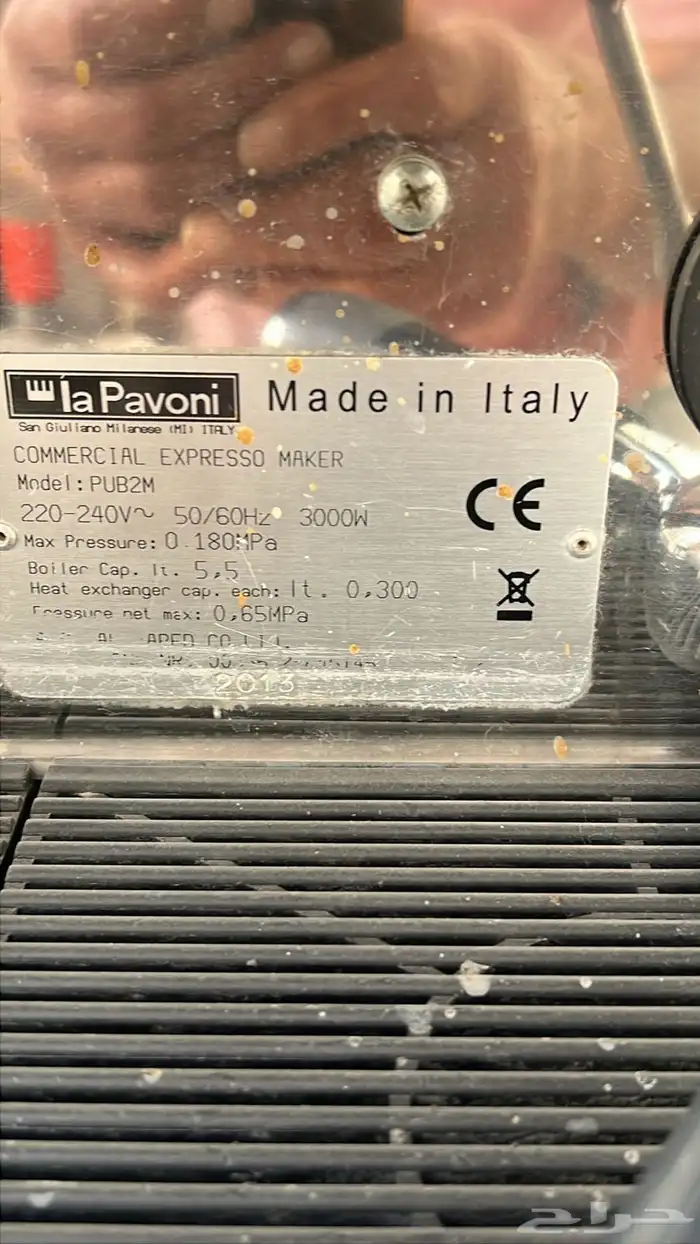 la Pavoni Made in Italy
San Giuliano Milanese (MI) ITALY
COMMERCIAL EXPRESSO MAKER
Model: PUB2M
220-240V~ 50/60Hz 3000W
CE
Max Pressure: 0.180MPa
Boiler Cap. lt. 5,5
Heat exchanger cap. each: lt. 0,300
Pressure net max: 0,65MPa
2013
حراج